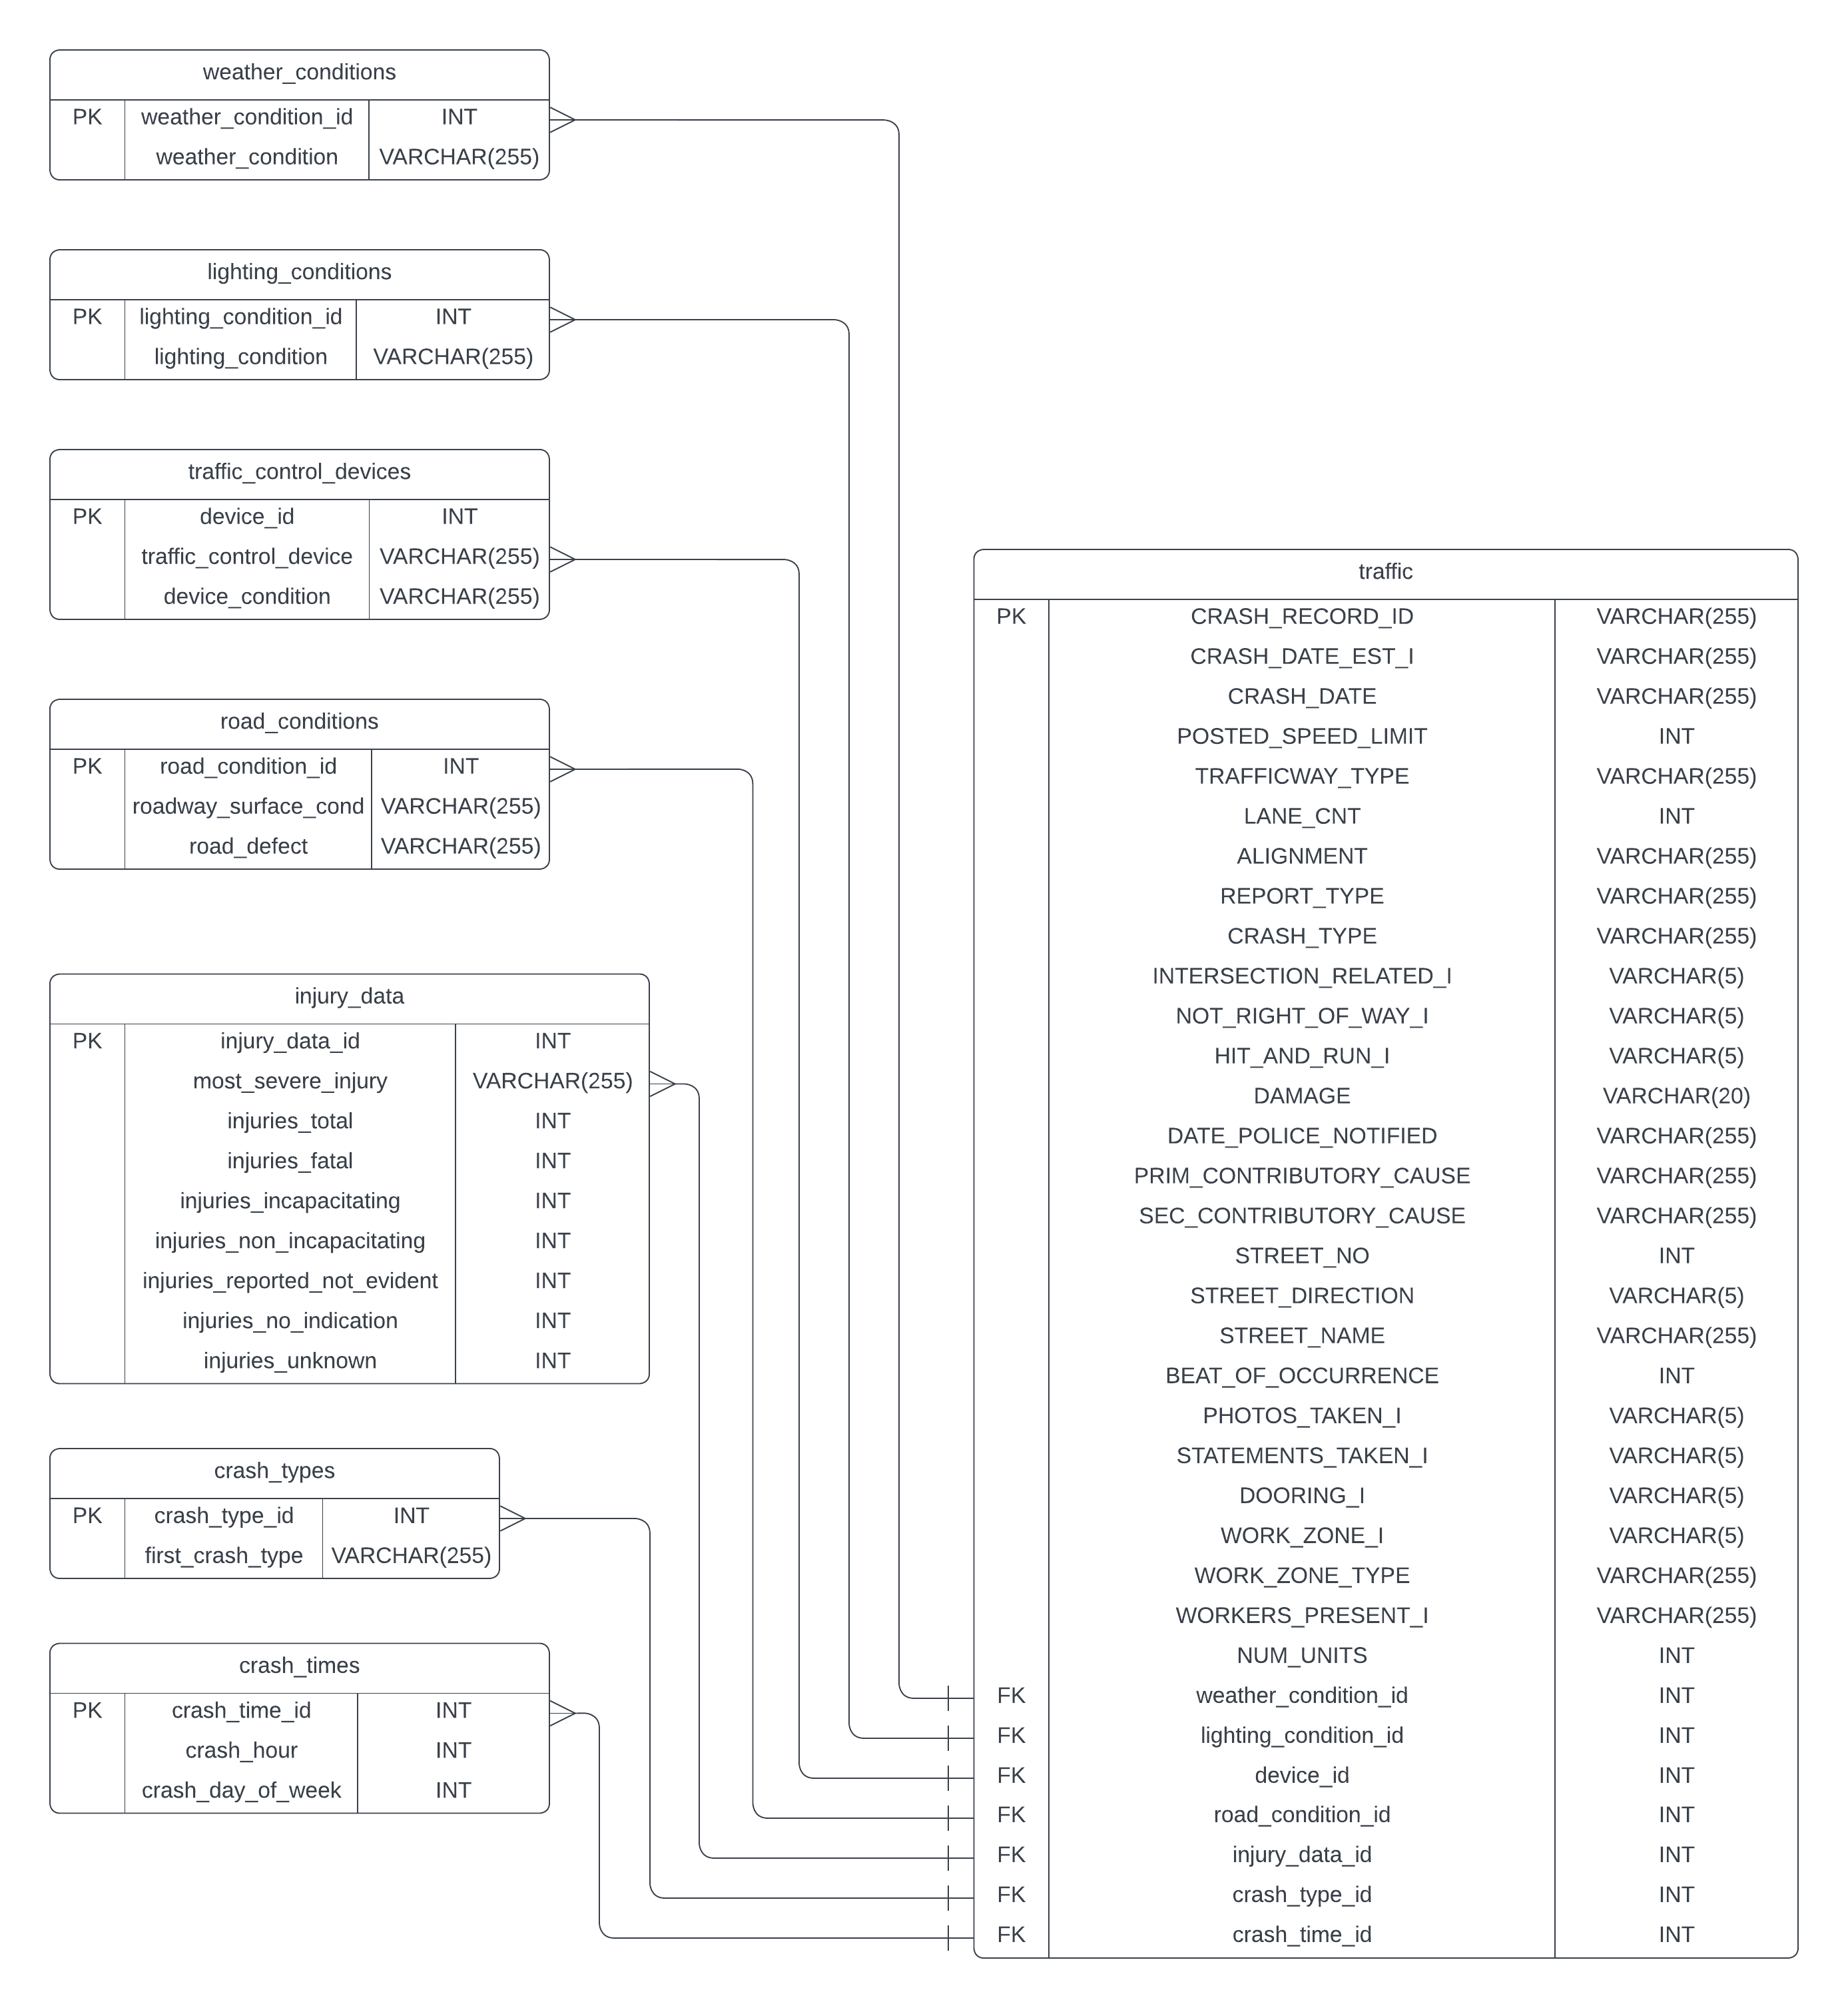 weather_conditions
PK weather_condition_id INT
weather_condition VARCHAR(255)
lighting_conditions
PK lighting_condition_id INT
lighting_condition VARCHAR(255)
traffic_control_devices
PK device_id INT
traffic_control_device VARCHAR(255)
device_condition VARCHAR(255)
road_conditions
PK road_condition_id INT
roadway_surface_cond VARCHAR(255)
road_defect VARCHAR(255)
injury_data
PK injury_data_id INT
most_severe_injury VARCHAR(255)
injuries_total INT
injuries_fatal INT
injuries_incapacitating INT
injuries_non_incapacitating INT
injuries_reported_not_evident INT
injuries_no_indication INT
injuries_unknown INT
crash_types
PK crash_type_id INT
first_crash_type VARCHAR(255)
crash_times
PK crash_time_id INT
crash_hour INT
crash_day_of_week INT
traffic
PK CRASH_RECORD_ID VARCHAR(255)
CRASH_DATE_EST_I VARCHAR(255)
CRASH_DATE VARCHAR(255)
POSTED_SPEED_LIMIT INT
TRAFFICWAY_TYPE VARCHAR(255)
LANE_CNT INT
ALIGNMENT VARCHAR(255)
REPORT_TYPE VARCHAR(255)
CRASH_TYPE VARCHAR(255)
INTERSECTION_RELATED_I VARCHAR(5)
NOT_RIGHT_OF_WAY_I VARCHAR(5)
HIT_AND_RUN_I VARCHAR(5)
DAMAGE VARCHAR(20)
DATE_POLICE_NOTIFIED VARCHAR(255)
PRIM_CONTRIBUTORY_CAUSE VARCHAR(255)
SEC_CONTRIBUTORY_CAUSE VARCHAR(255)
STREET_NO INT
STREET_DIRECTION VARCHAR(5)
STREET_NAME VARCHAR(255)
BEAT_OF_OCCURRENCE INT
PHOTOS_TAKEN_I VARCHAR(5)
STATEMENTS_TAKEN_I VARCHAR(5)
DOORING_I VARCHAR(5)
WORK_ZONE_I VARCHAR(5)
WORK_ZONE_TYPE VARCHAR(255)
WORKERS_PRESENT_I VARCHAR(255)
NUM_UNITS INT
FK weather_condition_id INT
FK lighting_condition_id INT
FK device_id INT
FK road_condition_id INT
FK injury_data_id INT
FK crash_type_id INT
FK crash_time_id INT